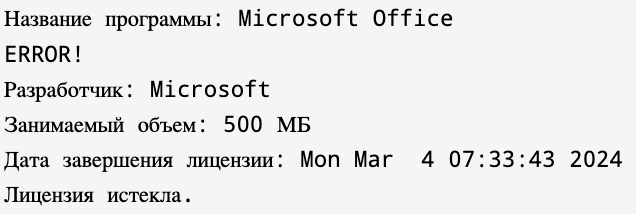 Название программы: Microsoft Office
ERROR!
Разработчик: Microsoft
Занимаемый объем: 500 МБ
Дата завершения лицензии: Mon Mar  4 07:33:43 2024
Лицензия истекла.